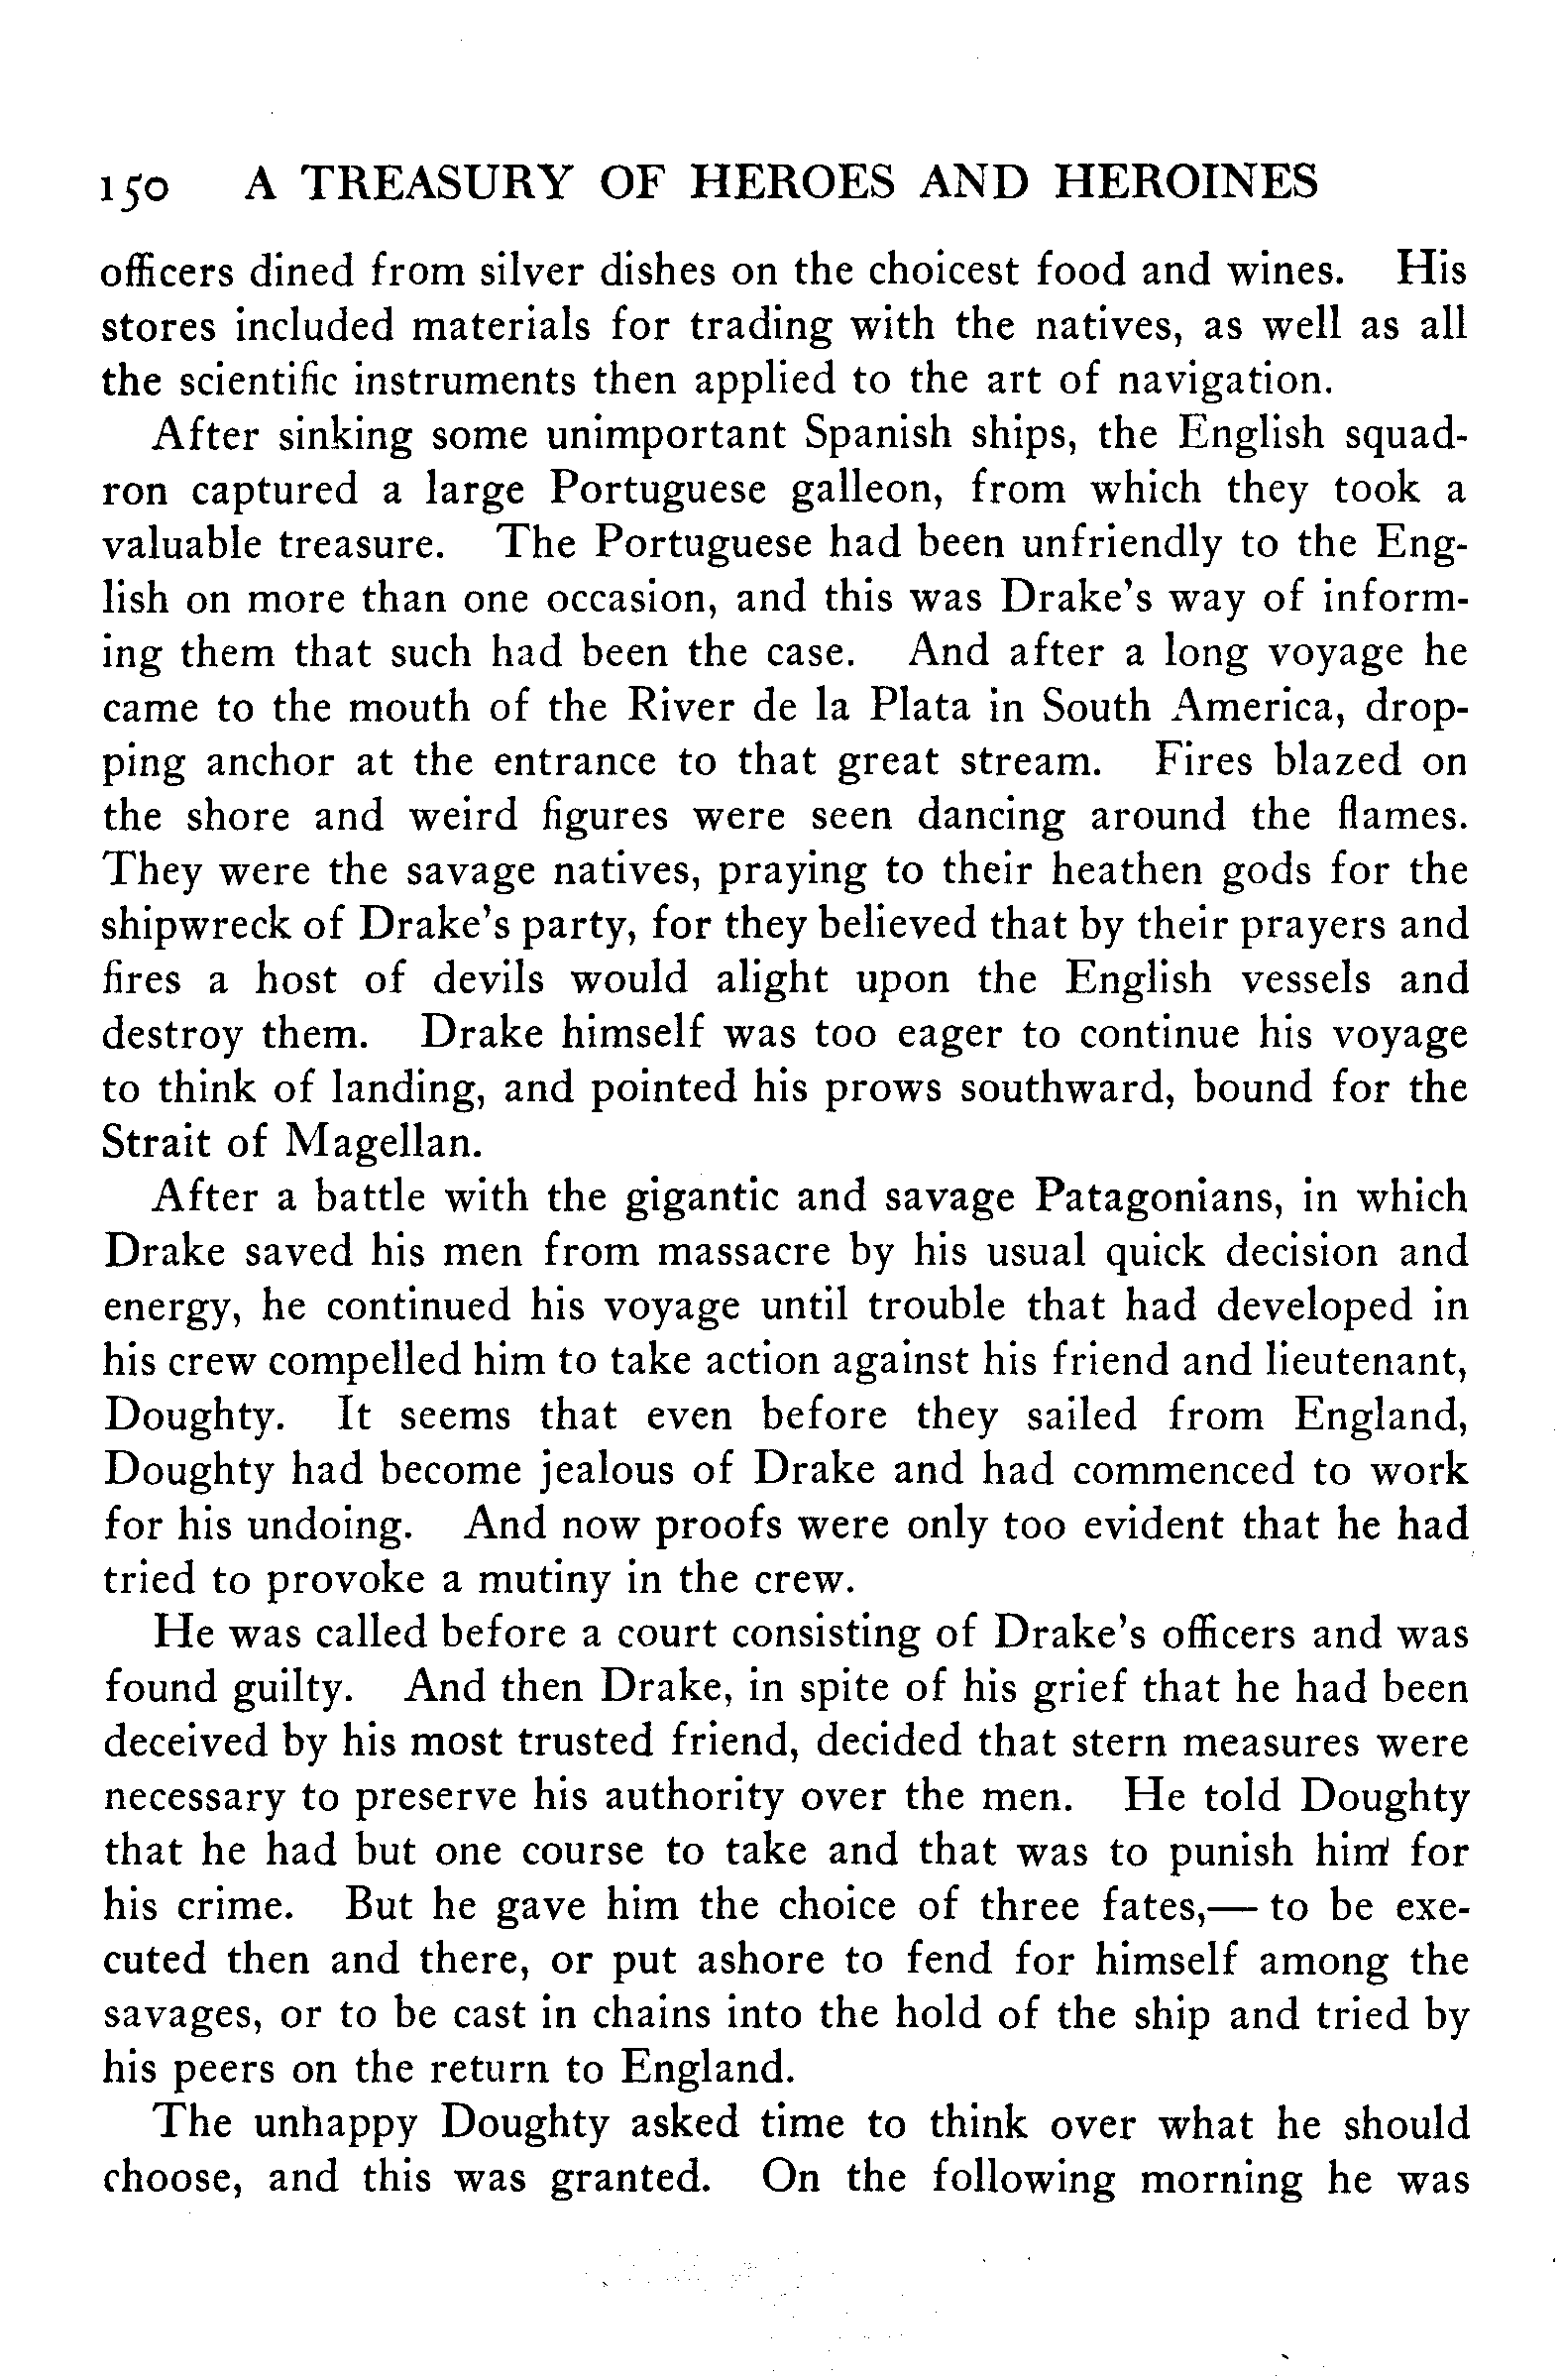 150 A TREASURY OF HEROES AND HEROINES
officers dined from silver dishes on the choicest food and wines. His
stores included materials for trading with the natives, as well as all
the scientific instruments then applied to the art of navigation.
After sinking some unimportant Spanish ships, the English squad-
ron captured a large Portuguese galleon, from which they took a
valuable treasure. The Portuguese had been unfriendly to the Eng-
lish on more than one occasion, and this was Drake's way of inform-
ing them that such had been the case. And after a long voyage he
came to the mouth of the River de la Plata in South America, drop-
ping anchor at the entrance to that great stream. Fires blazed on
the shore and weird figures were seen dancing around the flames.
They were the savage natives, praying to their heathen gods for the
shipwreck of Drake's party, for they believed that by their prayers and
fires a host of devils would alight upon the English vessels and
destroy them. Drake himself was too eager to continue his voyage
to think of landing, and pointed his prows southward, bound for the
Strait of Magellan.
After a battle with the gigantic and savage Patagonians, in which
Drake saved his men from massacre by his usual quick decision and
energy, he continued his voyage until trouble that had developed in
his crew compelled him to take action against his friend and lieutenant,
Doughty. It seems that even before they sailed from England,
Doughty had become jealous of Drake and had commenced to work
for his undoing. And now proofs were only too evident that he had
tried to provoke a mutiny in the crew.
He was called before a court consisting of Drake's officers and was
found guilty. And then Drake, in spite of his grief that he had been
deceived by his most trusted friend, decided that stern measures were
necessary to preserve his authority over the men. He told Doughty
that he had but one course to take and that was to punish him for
his crime. But he gave him the choice of three fates,— to be exe-
cuted then and there, or put ashore to fend for himself among the
savages, or to be cast in chains into the hold of the ship and tried by
his peers on the return to England.
The unhappy Doughty asked time to think over what he should
choose, and this was granted. On the following morning he was